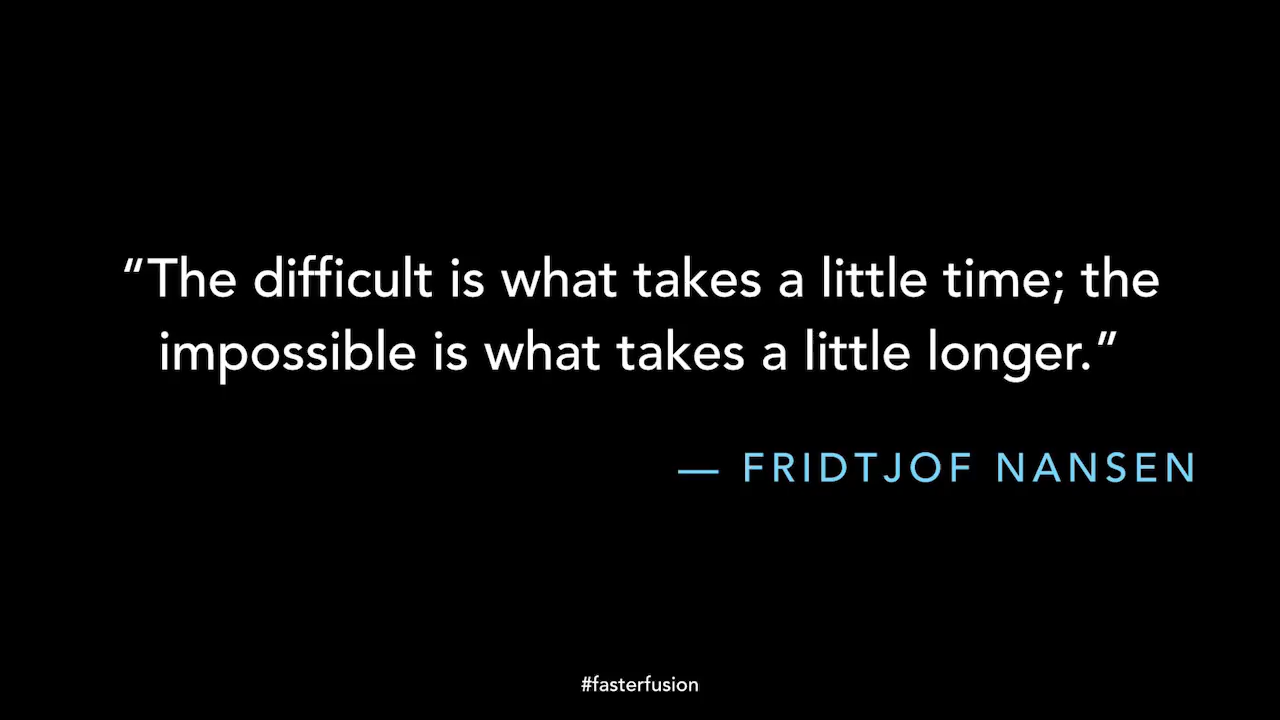 “The difficult is what takes a little time; the
impossible is what takes a little longer.”
— FRIDTJOF NANSEN
#fasterfusion